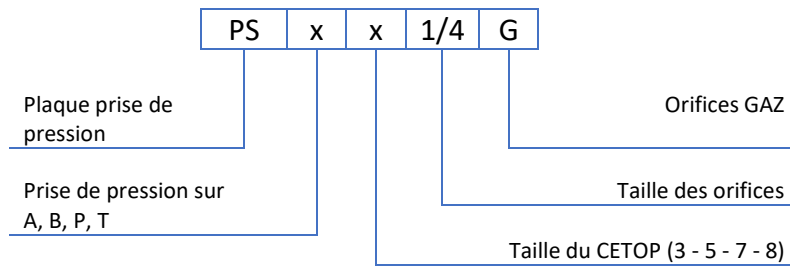 PS x x 1/4 G
Plaque prise de
pression
Orifices GAZ
Prise de pression sur
A, B, P, T
Taille des orifices
Taille du CETOP (3 - 5 - 7 - 8)